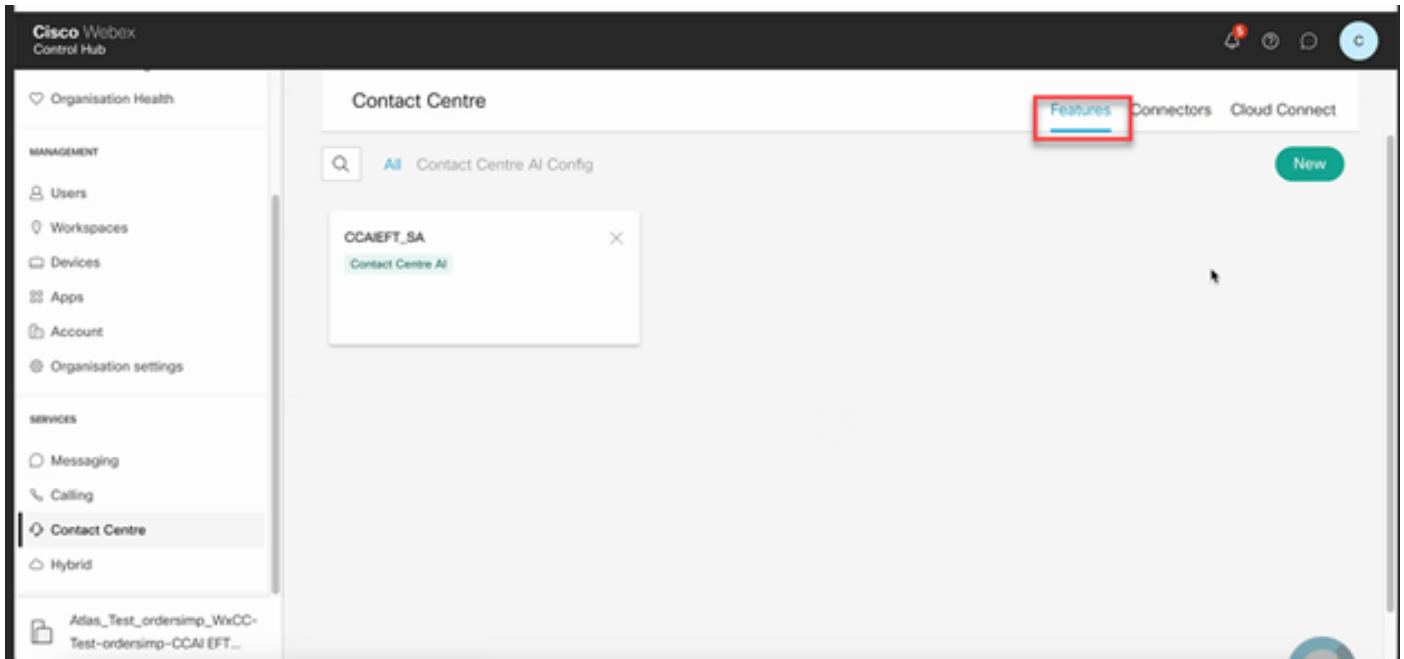 Cisco Webex
Control Hub
5
C
Organisation Health
MANAGEMENT
Users
Workspaces
Devices
Apps
Account
Organisation settings
SERVICES
Messaging
Calling
Contact Centre
Hybrid
Atlas_Test_ordersimp_WxCC-
Test-ordersimp-CCAI EFT...
Contact Centre
Features Connectors Cloud Connect
All Contact Centre AI Config
New
CCAIEFT_SA
Contact Centre AI